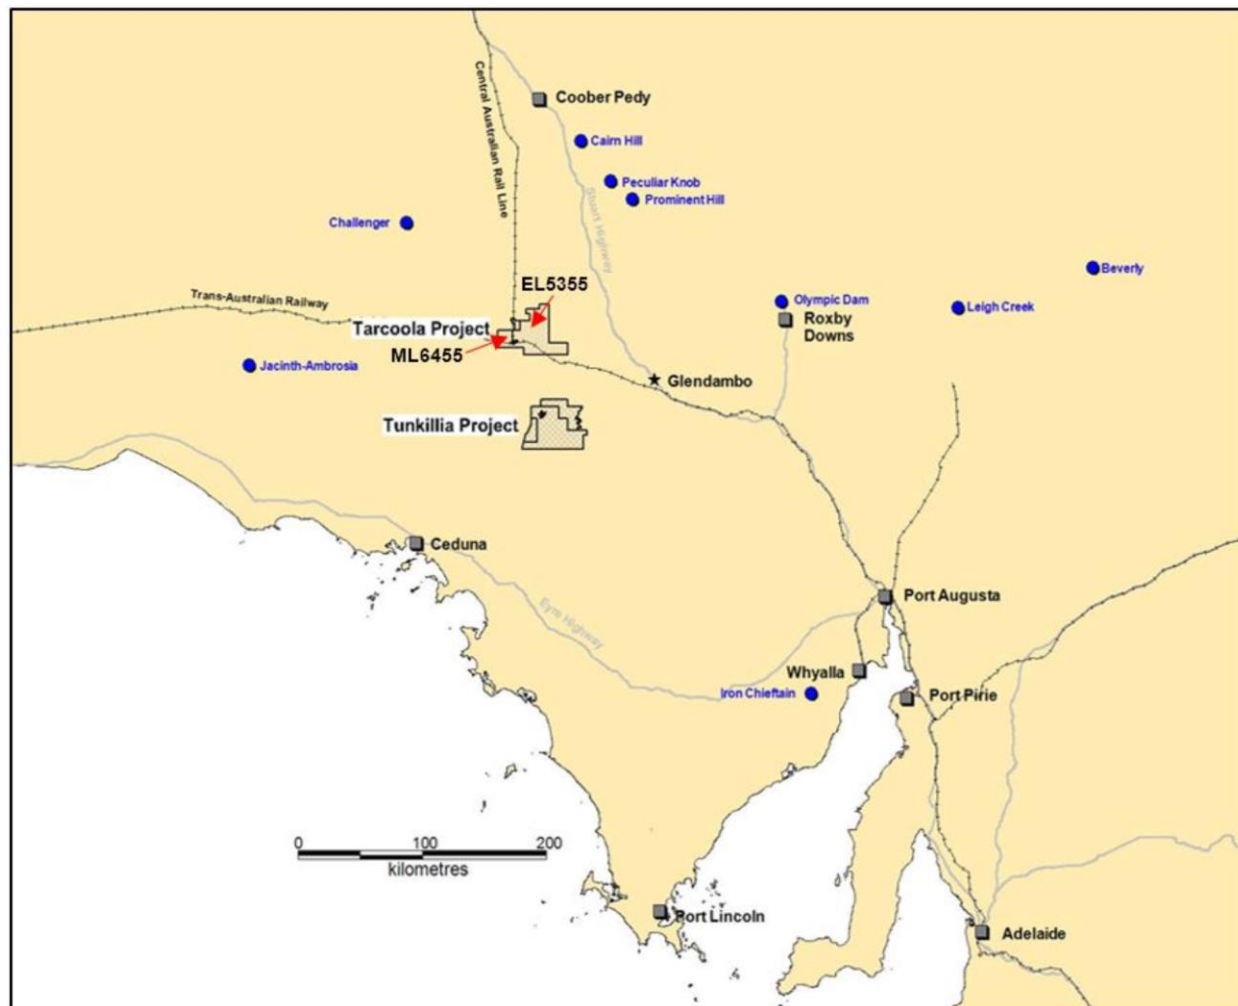 Central Australian Rail Line
Coober Pedy
Cairn Hill
Peculiar Knob
Prominent Hill
Stuart Highway
Challenger
Beverly
EL5355
Trans-Australian Railway
Olympic Dam
Leigh Creek
Roxby
Downs
Tarcoola Project
ML6455
Jacinth-Ambrosia
Glendambo
Tunkillia Project
Ceduna
Port Augusta
Eyre Highway
Whyalla
Iron Chieftain
Port Pirie
0 100 200
kilometres
Port Lincoln
Adelaide